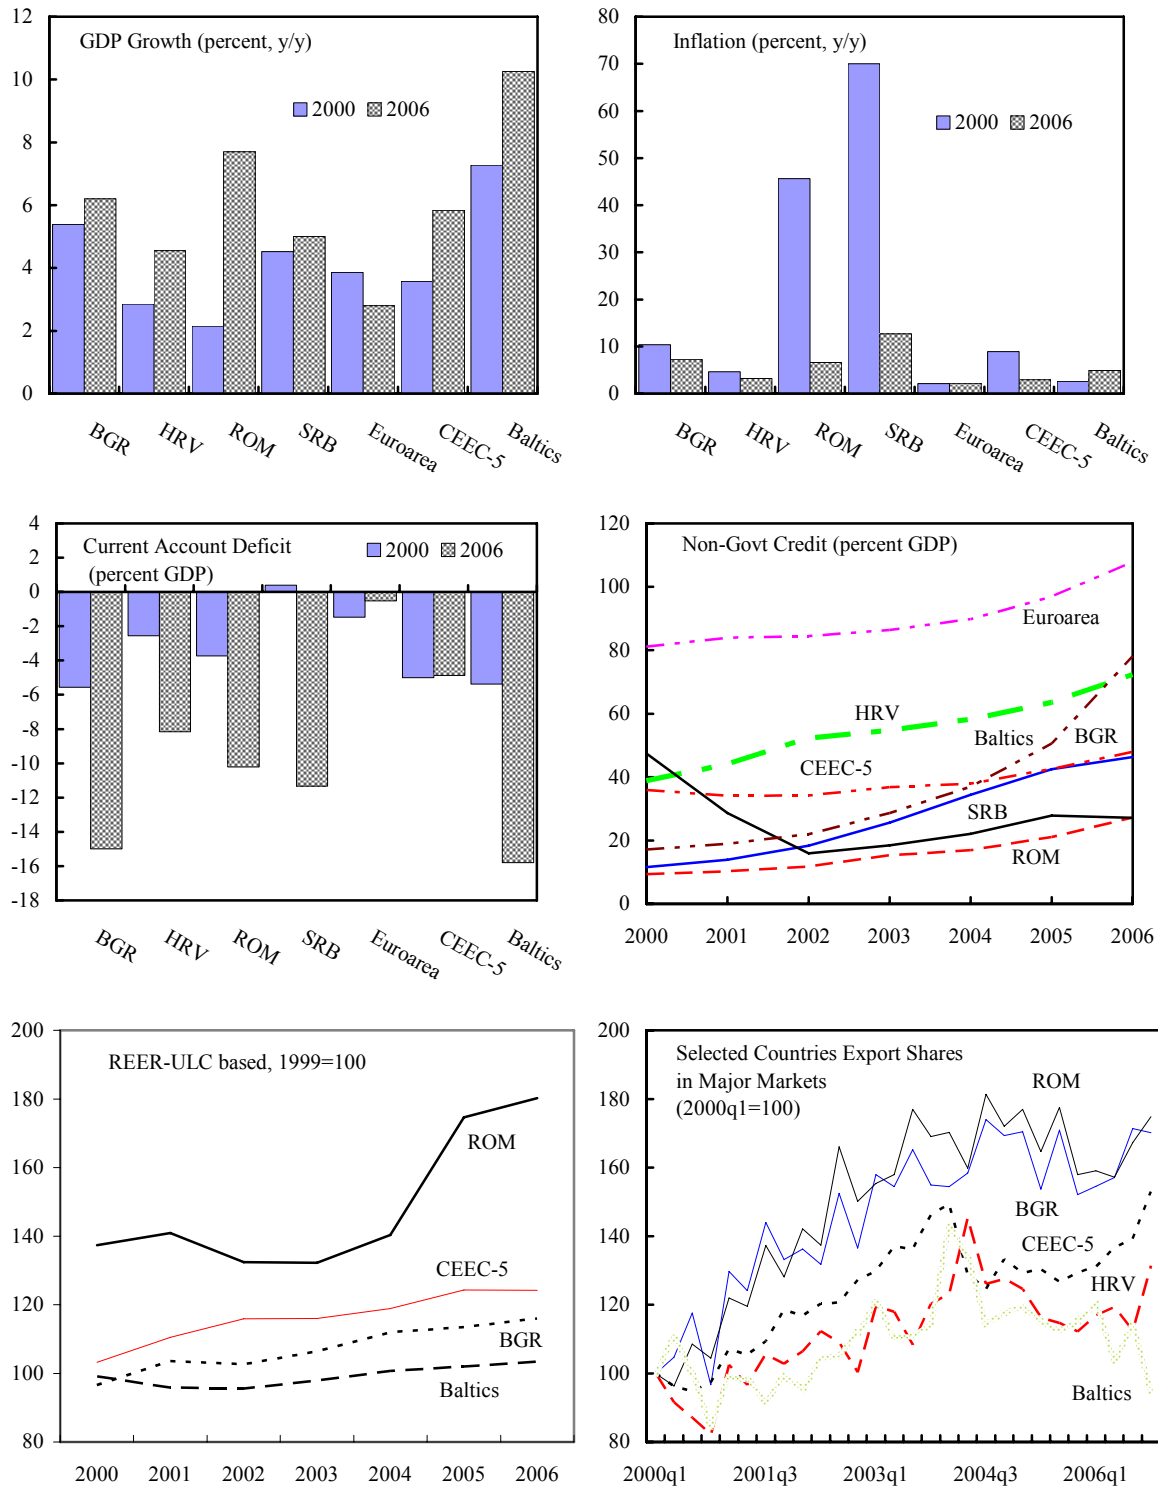 GDP Growth (percent, y/y)
2000 2006
12
10
8
6
4
2
0
BGR HRV ROM SRB Euroarea CEEC-5 Baltics
Inflation (percent, y/y)
2000 2006
80
70
60
50
40
30
20
10
0
BGR HRV ROM SRB Euroarea CEEC-5 Baltics
Current Account Deficit
(percent GDP)
2000 2006
4
2
0
-2
-4
-6
-8
-10
-12
-14
-16
-18
BGR HRV ROM SRB Euroarea CEEC-5 Baltics
Non-Govt Credit (percent GDP)
120
100
80
60
40
20
0
Euroarea
HRV
Baltics
BGR
CEEC-5
SRB
ROM
2000 2001 2002 2003 2004 2005 2006
REER-ULC based, 1999=100
200
180
160
140
120
100
80
ROM
CEEC-5
BGR
Baltics
2000 2001 2002 2003 2004 2005 2006
Selected Countries Export Shares
in Major Markets
(2000q1=100)
200
180
160
140
120
100
80
ROM
BGR
CEEC-5
HRV
Baltics
2000q1 2001q3 2003q1 2004q3 2006q1